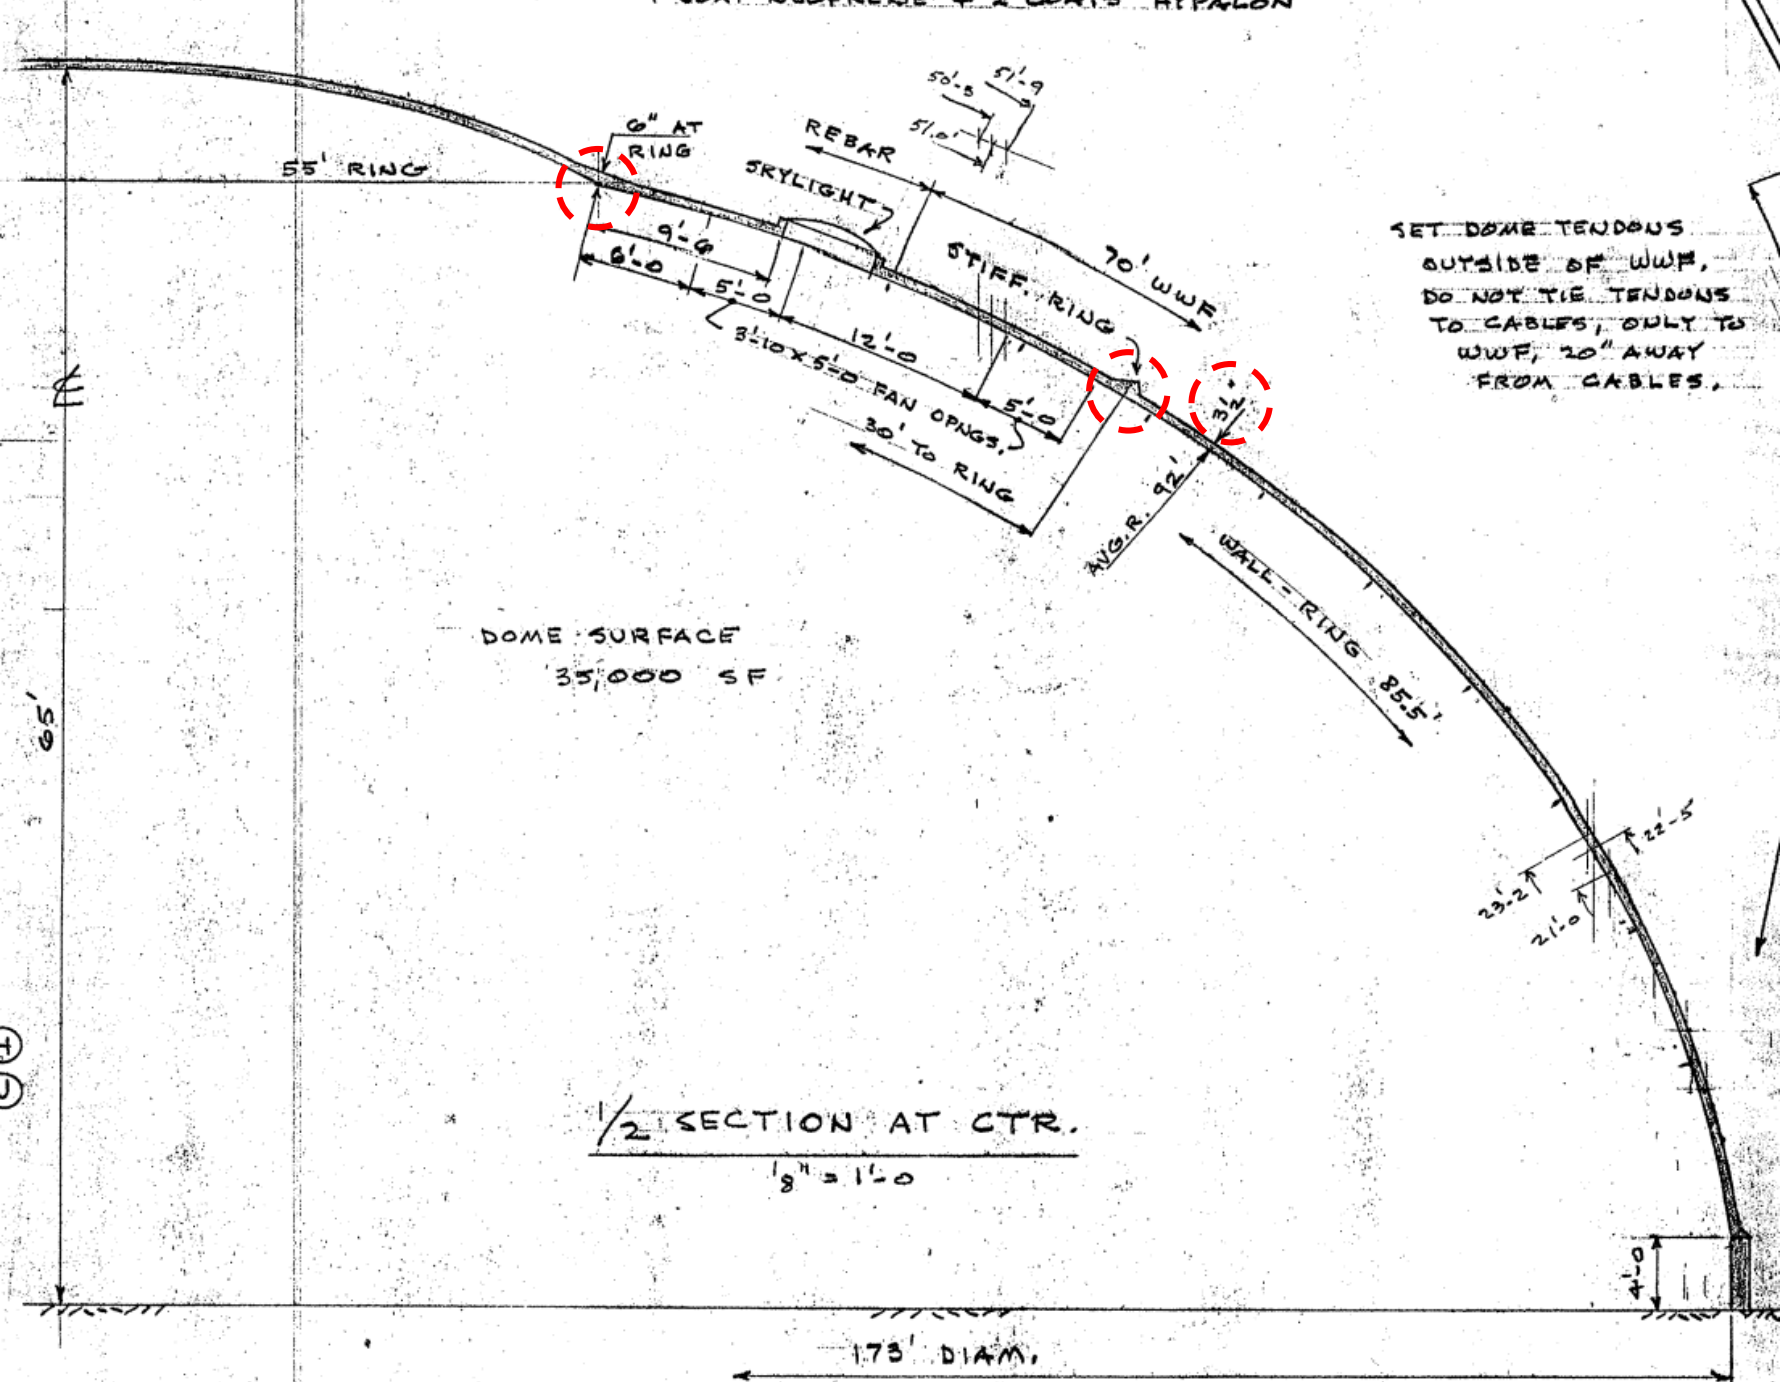 55' RING
6" AT
RING
REBAR
SKYLIGHT
50'-3
51'-9
51.0'
70' WWF
STIFF. RING
9'-6
6'-0
5'-0
12'-0
3'-10 X 5'-0 FAN OPNGS.
5'-0
30' TO RING
3½"
AVG. R. 92'
WALL - RING 85.5'
SET DOME TENDONS
OUTSIDE OF WWF.
DO NOT TIE TENDONS
TO CABLES, ONLY TO
WWF, 20" AWAY
FROM CABLES.
DOME SURFACE
35,000 SF
65'
22'-5
23'-2
21'-0
1/2 SECTION AT CTR.
1/8" = 1'-0
4'-0
173' DIAM.